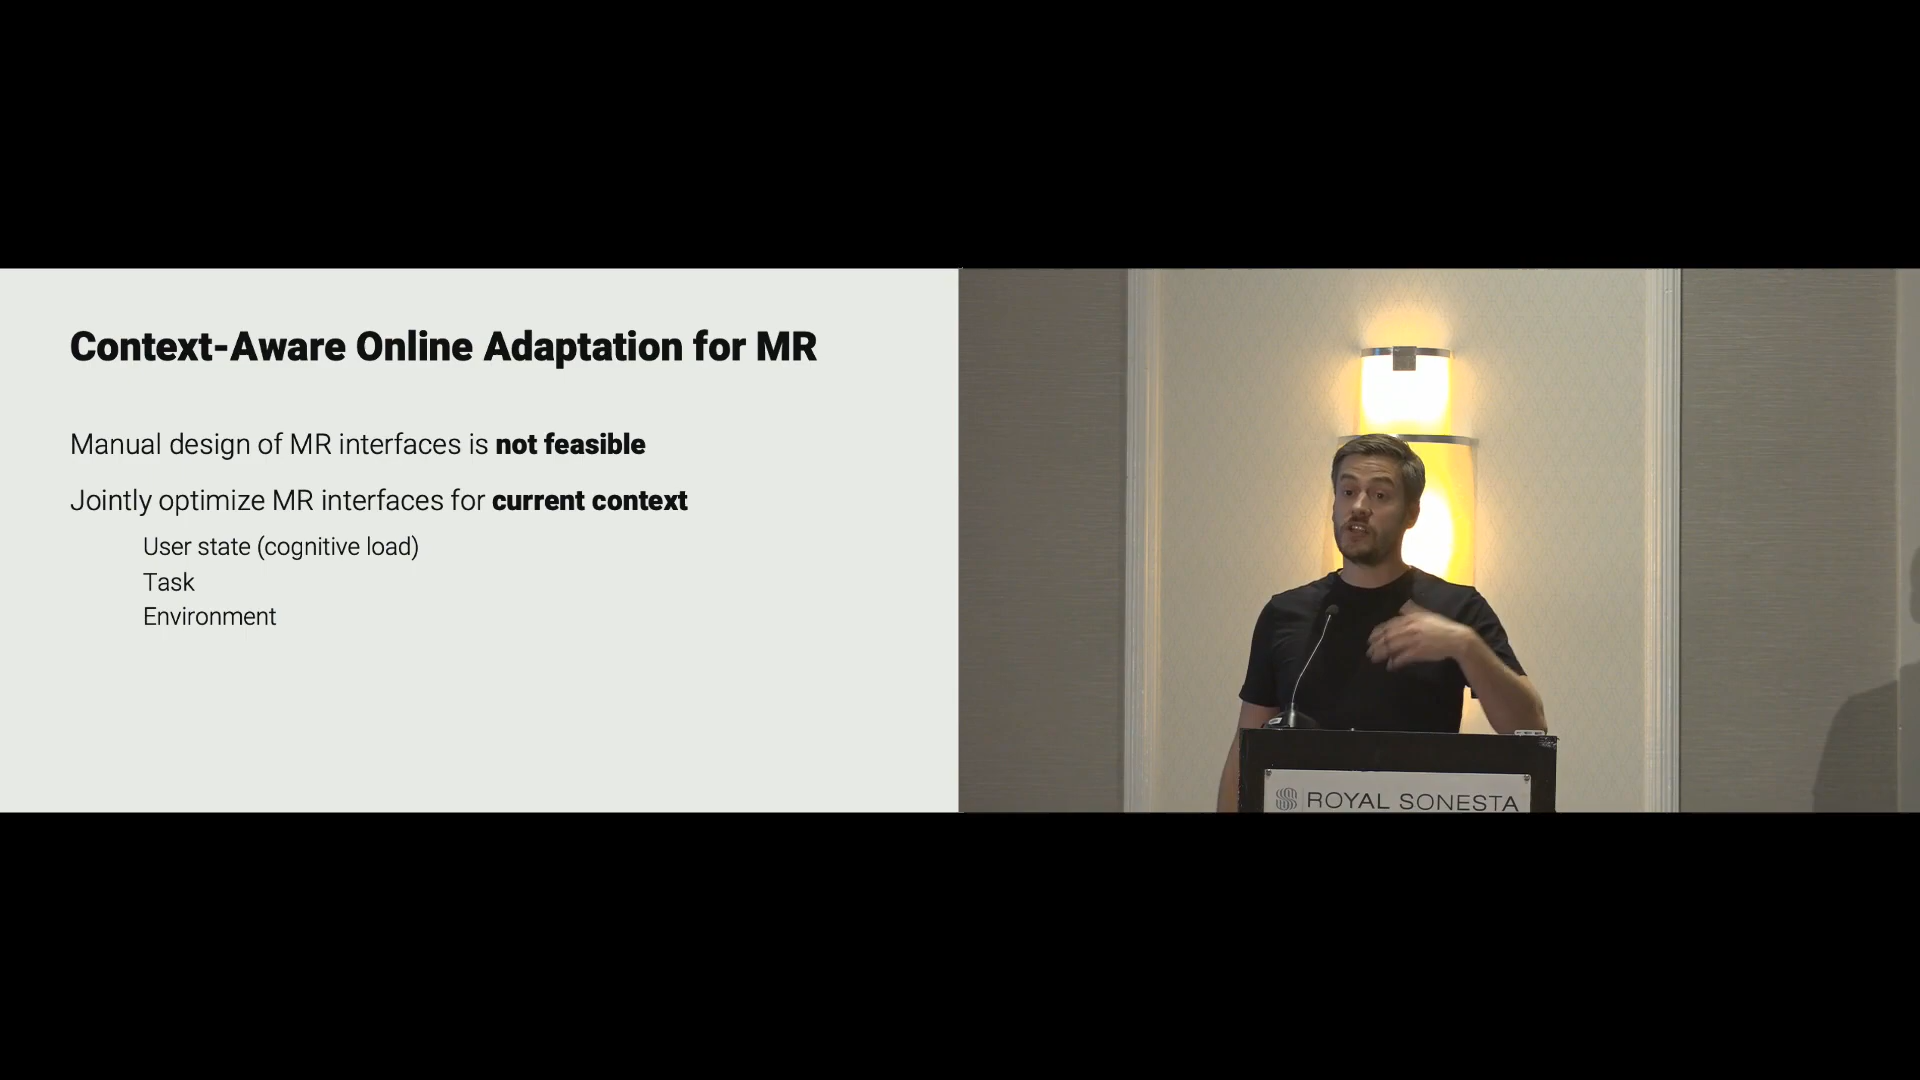 Context-Aware Online Adaptation for MR
Manual design of MR interfaces is not feasible
Jointly optimize MR interfaces for current context
User state (cognitive load)
Task
Environment
ROYAL SONESTA